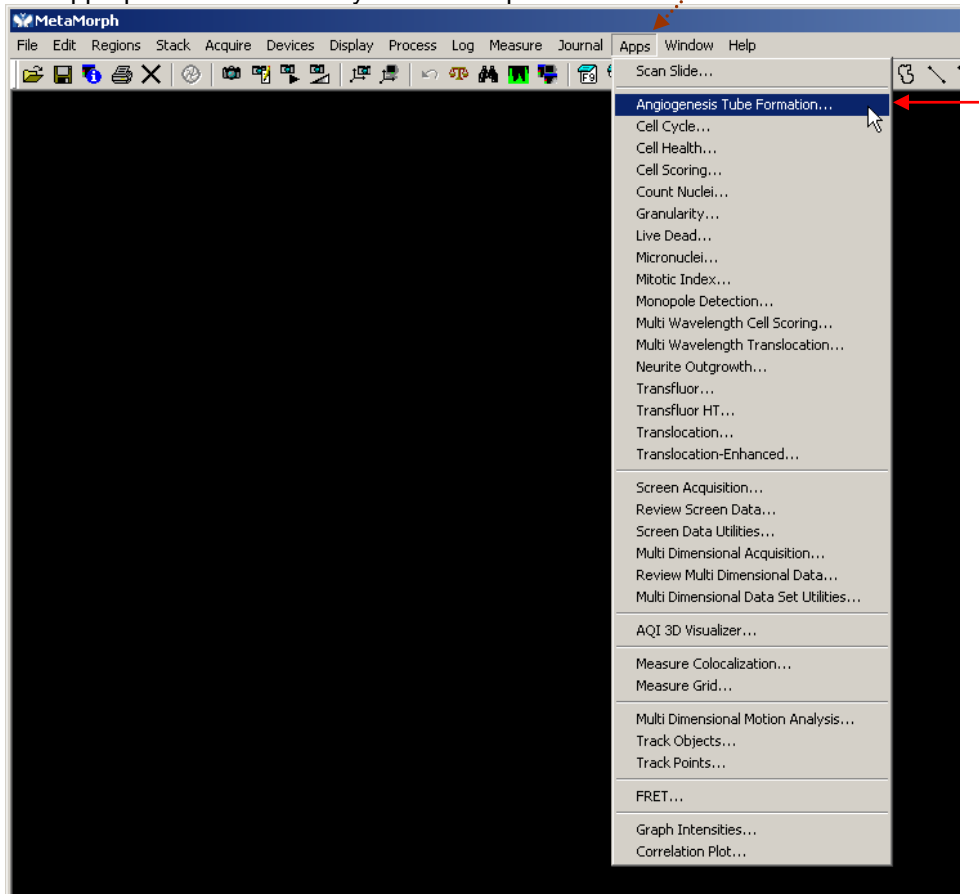 MetaMorph
File Edit Regions Stack Acquire Devices Display Process Log Measure Journal Apps Window Help
F9
Scan Slide...
Angiogenesis Tube Formation...
Cell Cycle...
Cell Health...
Cell Scoring...
Count Nuclei...
Granularity...
Live Dead...
Micronuclei...
Mitotic Index...
Monopole Detection...
Multi Wavelength Cell Scoring...
Multi Wavelength Translocation...
Neurite Outgrowth...
Transfluor...
Transfluor HT...
Translocation...
Translocation-Enhanced...
Screen Acquisition...
Review Screen Data...
Screen Data Utilities...
Multi Dimensional Acquisition...
Review Multi Dimensional Data...
Multi Dimensional Data Set Utilities...
AQI 3D Visualizer...
Measure Colocalization...
Measure Grid...
Multi Dimensional Motion Analysis...
Track Objects...
Track Points...
FRET...
Graph Intensities...
Correlation Plot...